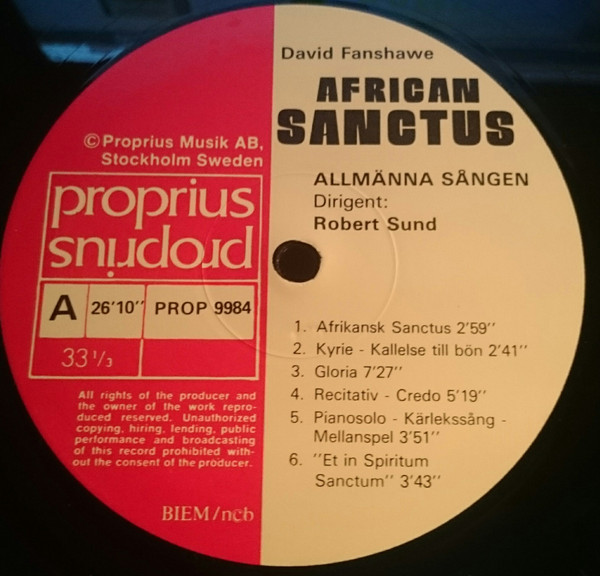 David Fanshawe
AFRICAN
SANCTUS
ALLMÄNNA SÅNGEN
Dirigent:
Robert Sund
1. Afrikansk Sanctus 2'59''
2. Kyrie - Kallelse till bön 2'41''
3. Gloria 7'27''
4. Recitativ - Credo 5'19''
5. Pianosolo - Kärlekssång -
Mellanspel 3'51''
6. ''Et in Spiritum
Sanctum'' 3'43''
©Proprius Musik AB,
Stockholm Sweden
proprius
proprius
A 26'10'' PROP 9984
33 1/3
All rights of the producer and
the owner of the work repro-
duced reserved. Unauthorized
copying, hiring, lending, public
performance and broadcasting
of this record prohibited with-
out the consent of the producer.
BIEM/ncb